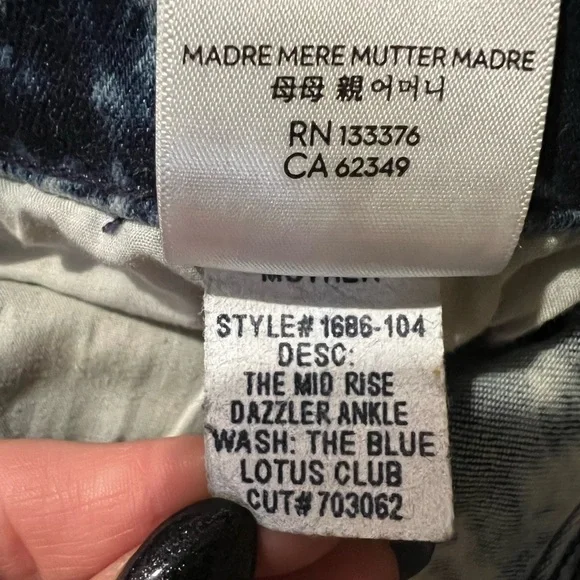 MADRE MERE MUTTER MADRE
母母 親 어머니
RN 133376
CA 62349
MOTHER
STYLE# 1686-104
DESC:
THE MID RISE
DAZZLER ANKLE
WASH: THE BLUE
LOTUS CLUB
CUT# 703062